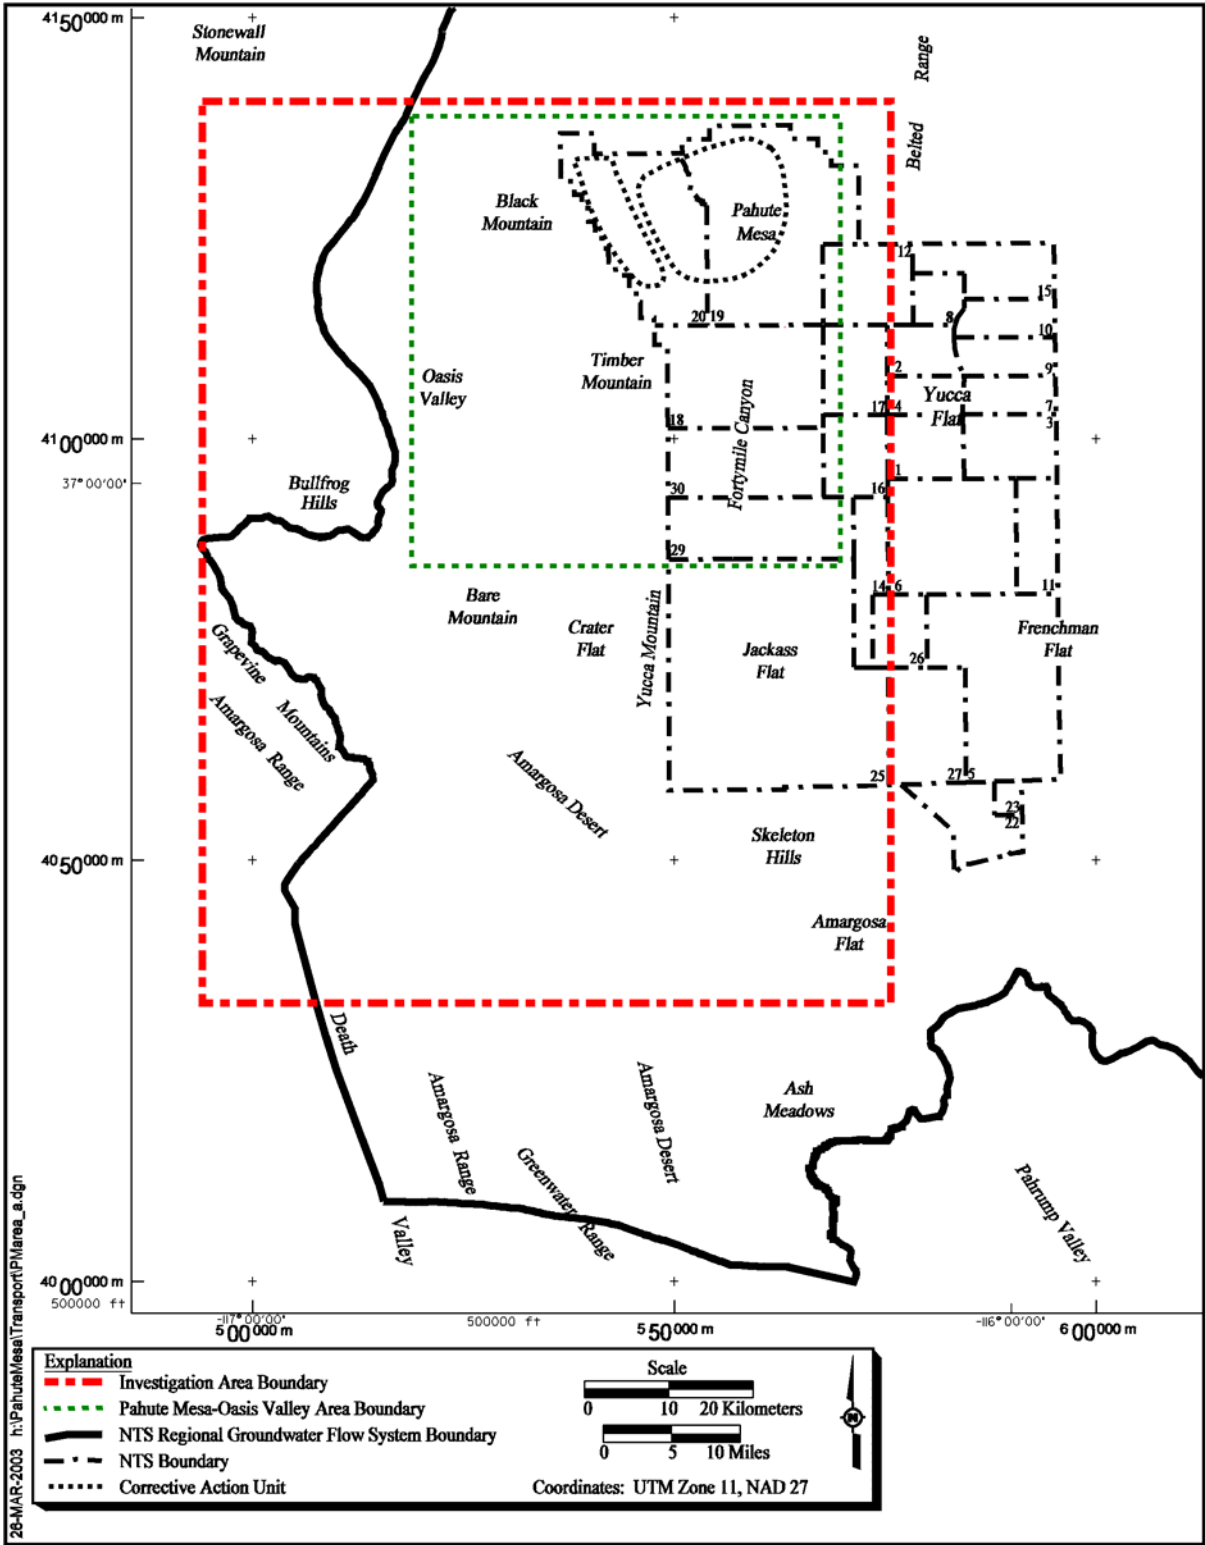 4150000 m
Stonewall
Mountain
Belted Range
Black
Mountain
Pahute
Mesa
12
15
20 19
8
10
Timber
Mountain
Oasis
Valley
2
9
Yucca
Flat
Fortymile Canyon
17 4
7
3
18
4100000 m
37°00'00"
Bullfrog
Hills
1
30
16
29
14 6
11
Bare
Mountain
Crater
Flat
Yucca Mountain
Jackass
Flat
Frenchman
Flat
26
Grapevine Mountains
Amargosa Range
Amargosa Desert
25
27 5
23
22
Skeleton
Hills
4050000 m
Amargosa
Flat
Death Valley
Amargosa Range
Greenwater Range
Amargosa Desert
Ash
Meadows
Pahrump Valley
4000000 m
500000 ft
-117°00'00"
500000 ft
-116°00'00"
500000 m
550000 m
600000 m
Explanation
Investigation Area Boundary
Pahute Mesa-Oasis Valley Area Boundary
NTS Regional Groundwater Flow System Boundary
NTS Boundary
Corrective Action Unit
Scale
0 10 20 Kilometers
0 5 10 Miles
N
Coordinates: UTM Zone 11, NAD 27
26-MAR-2003 h:\PahuteMesa\Transport\PMarea_a.dgn